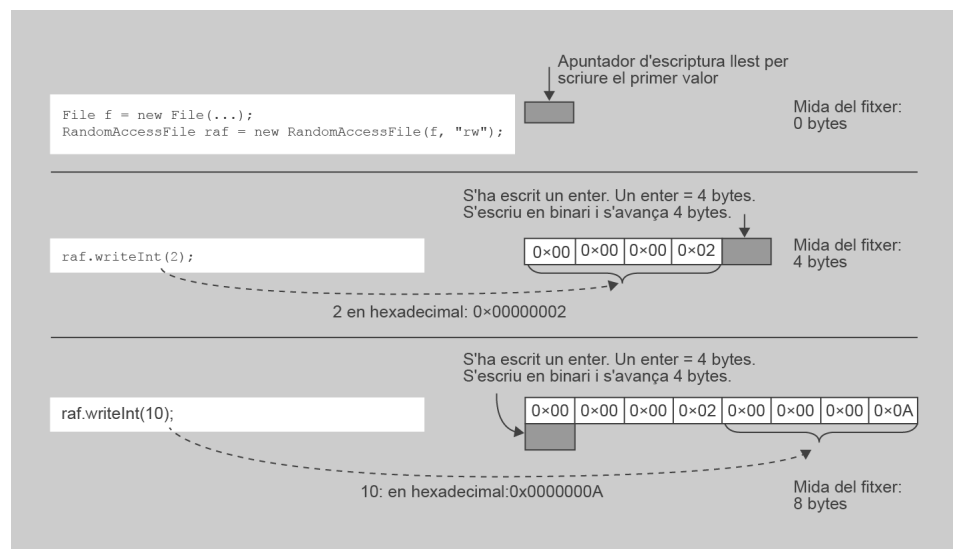 Apuntador d'escriptura llest per
scriure el primer valor
File f = new File(...);
RandomAccessFile raf = new RandomAccessFile(f, "rw");
Mida del fitxer:
0 bytes
S'ha escrit un enter. Un enter = 4 bytes.
S'escriu en binari i s'avança 4 bytes.
raf.writeInt(2);
0×00 0×00 0×00 0×02
Mida del fitxer:
4 bytes
2 en hexadecimal: 0×00000002
S'ha escrit un enter. Un enter = 4 bytes.
S'escriu en binari i s'avança 4 bytes.
raf.writeInt(10);
0×00 0×00 0×00 0×02 0×00 0×00 0×00 0×0A
10: en hexadecimal:0x0000000A
Mida del fitxer:
8 bytes